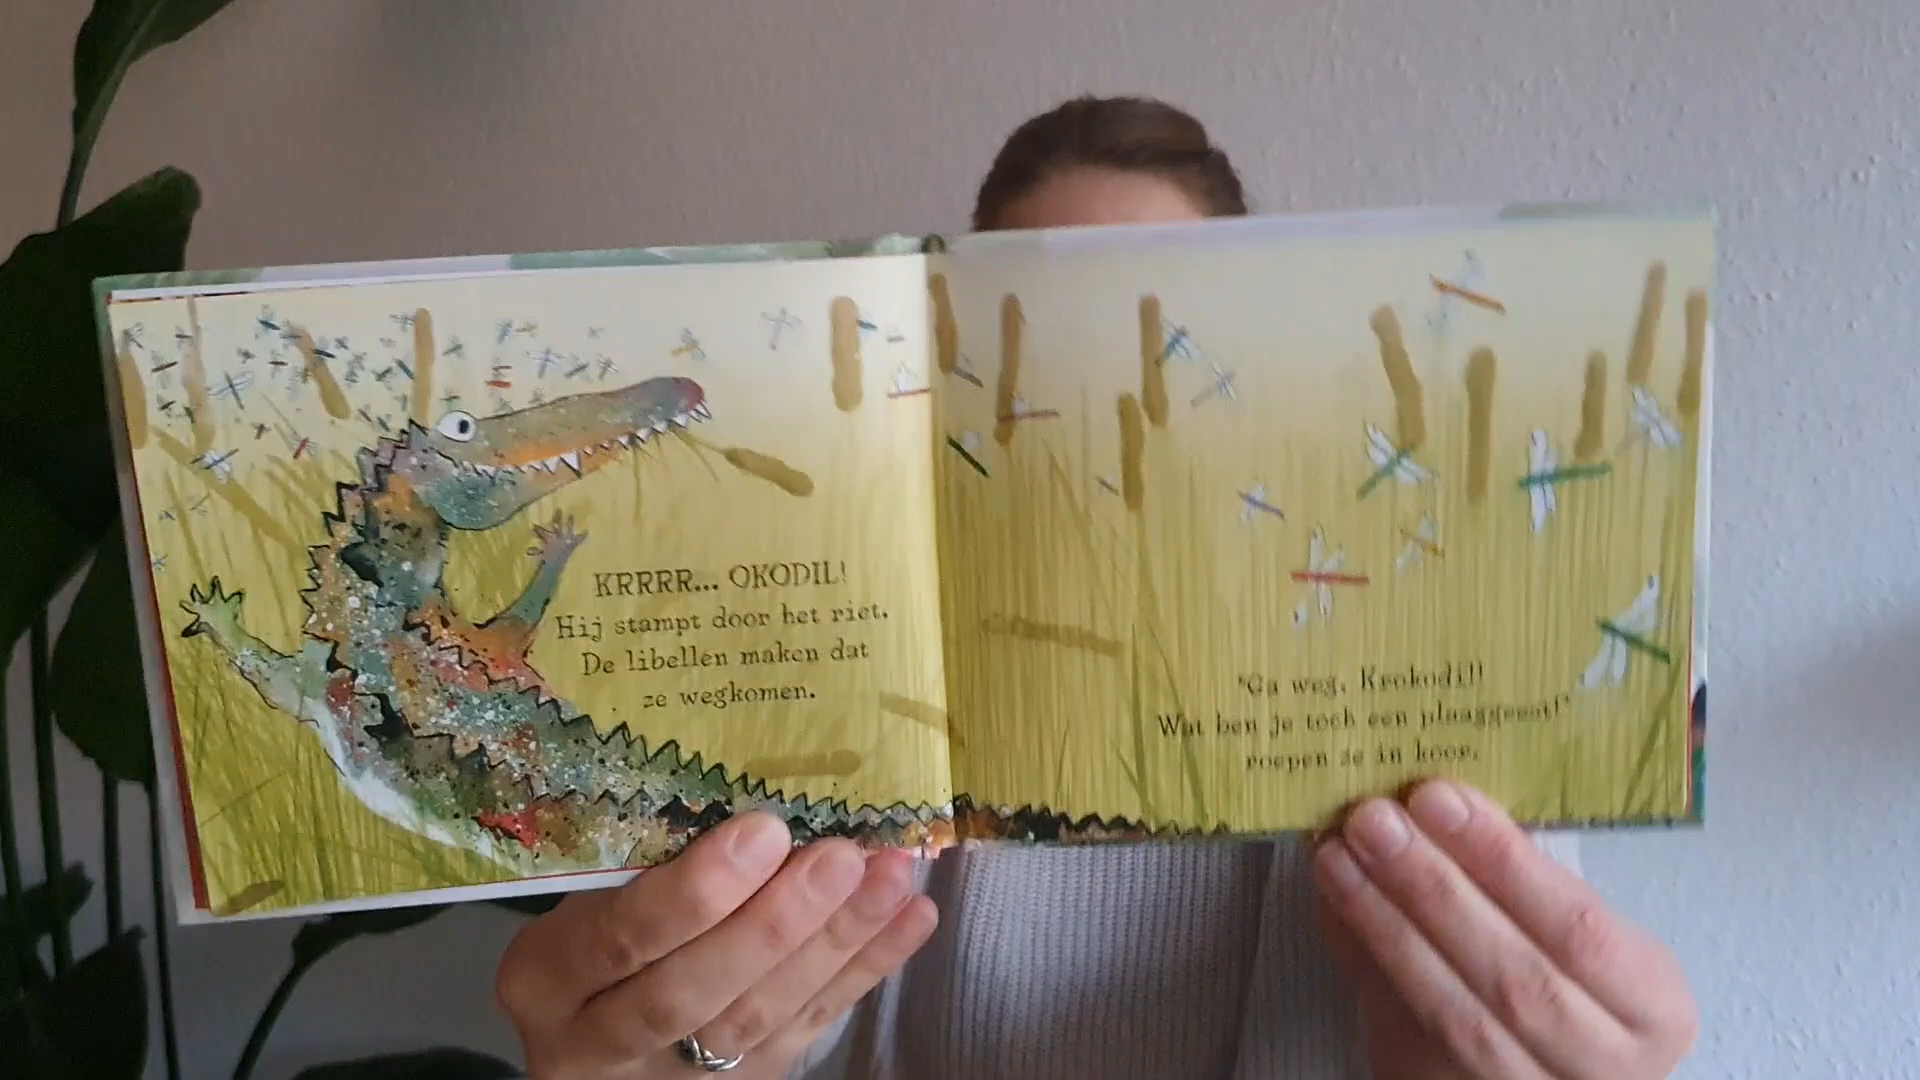 KRRRR... OKODIL!
Hij stampt door het riet.
De libellen maken dat
ze wegkomen.
"Ga weg, Krokodil!
Wat ben je toch een plaaggeest!"
roepen ze in koor.